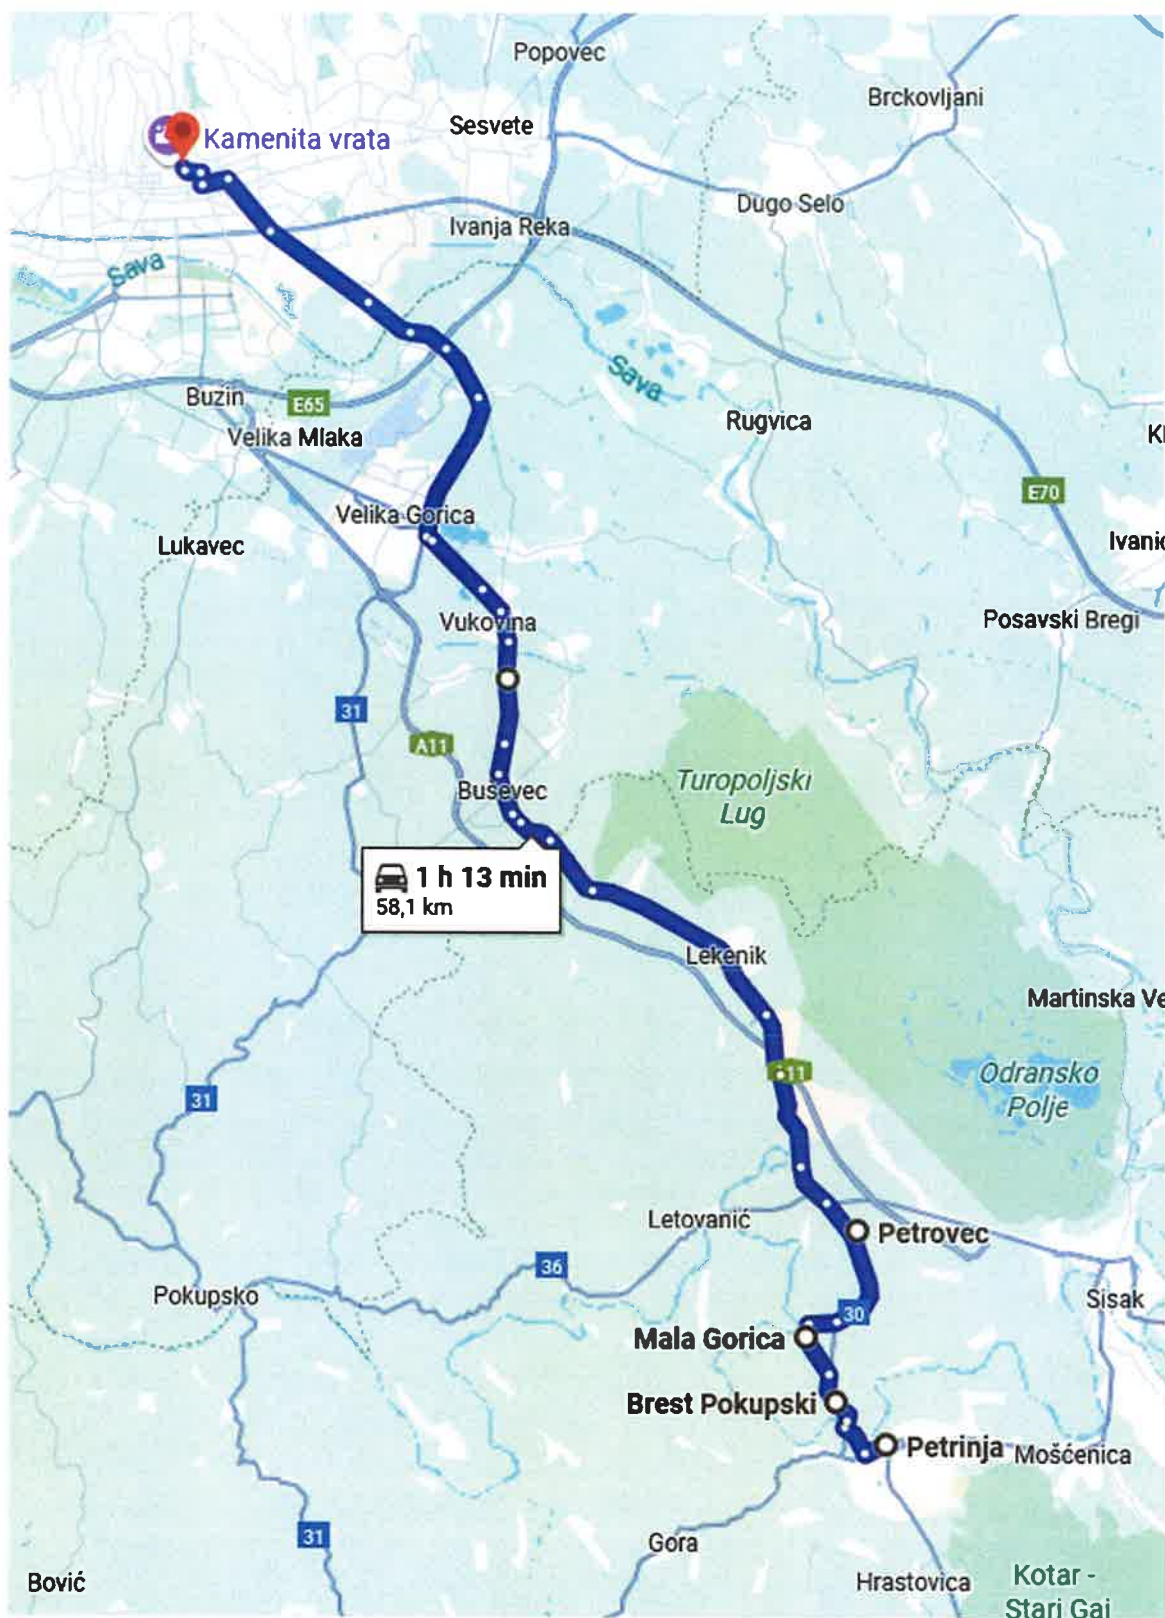 Popovec
Brckovljani
Sesvete
Kamenita vrata
Dugo Selo
Ivanja Reka
Sava
Sava
Buzin
E65
Rugvica
Velika Mlaka
E70
Velika Gorica
Lukavec
Vukovina
Posavski Bregi
31
A11
Turopoljski
Lug
Buševec
1 h 13 min
58,1 km
Lekenik
Odransko
Polje
31
Letovanić
Petrovec
36
Pokupsko
Sisak
30
Mala Gorica
Brest Pokupski
Petrinja
Mošćenica
31
Gora
Bović
Hrastovica
Kotar -
Stari Gaj